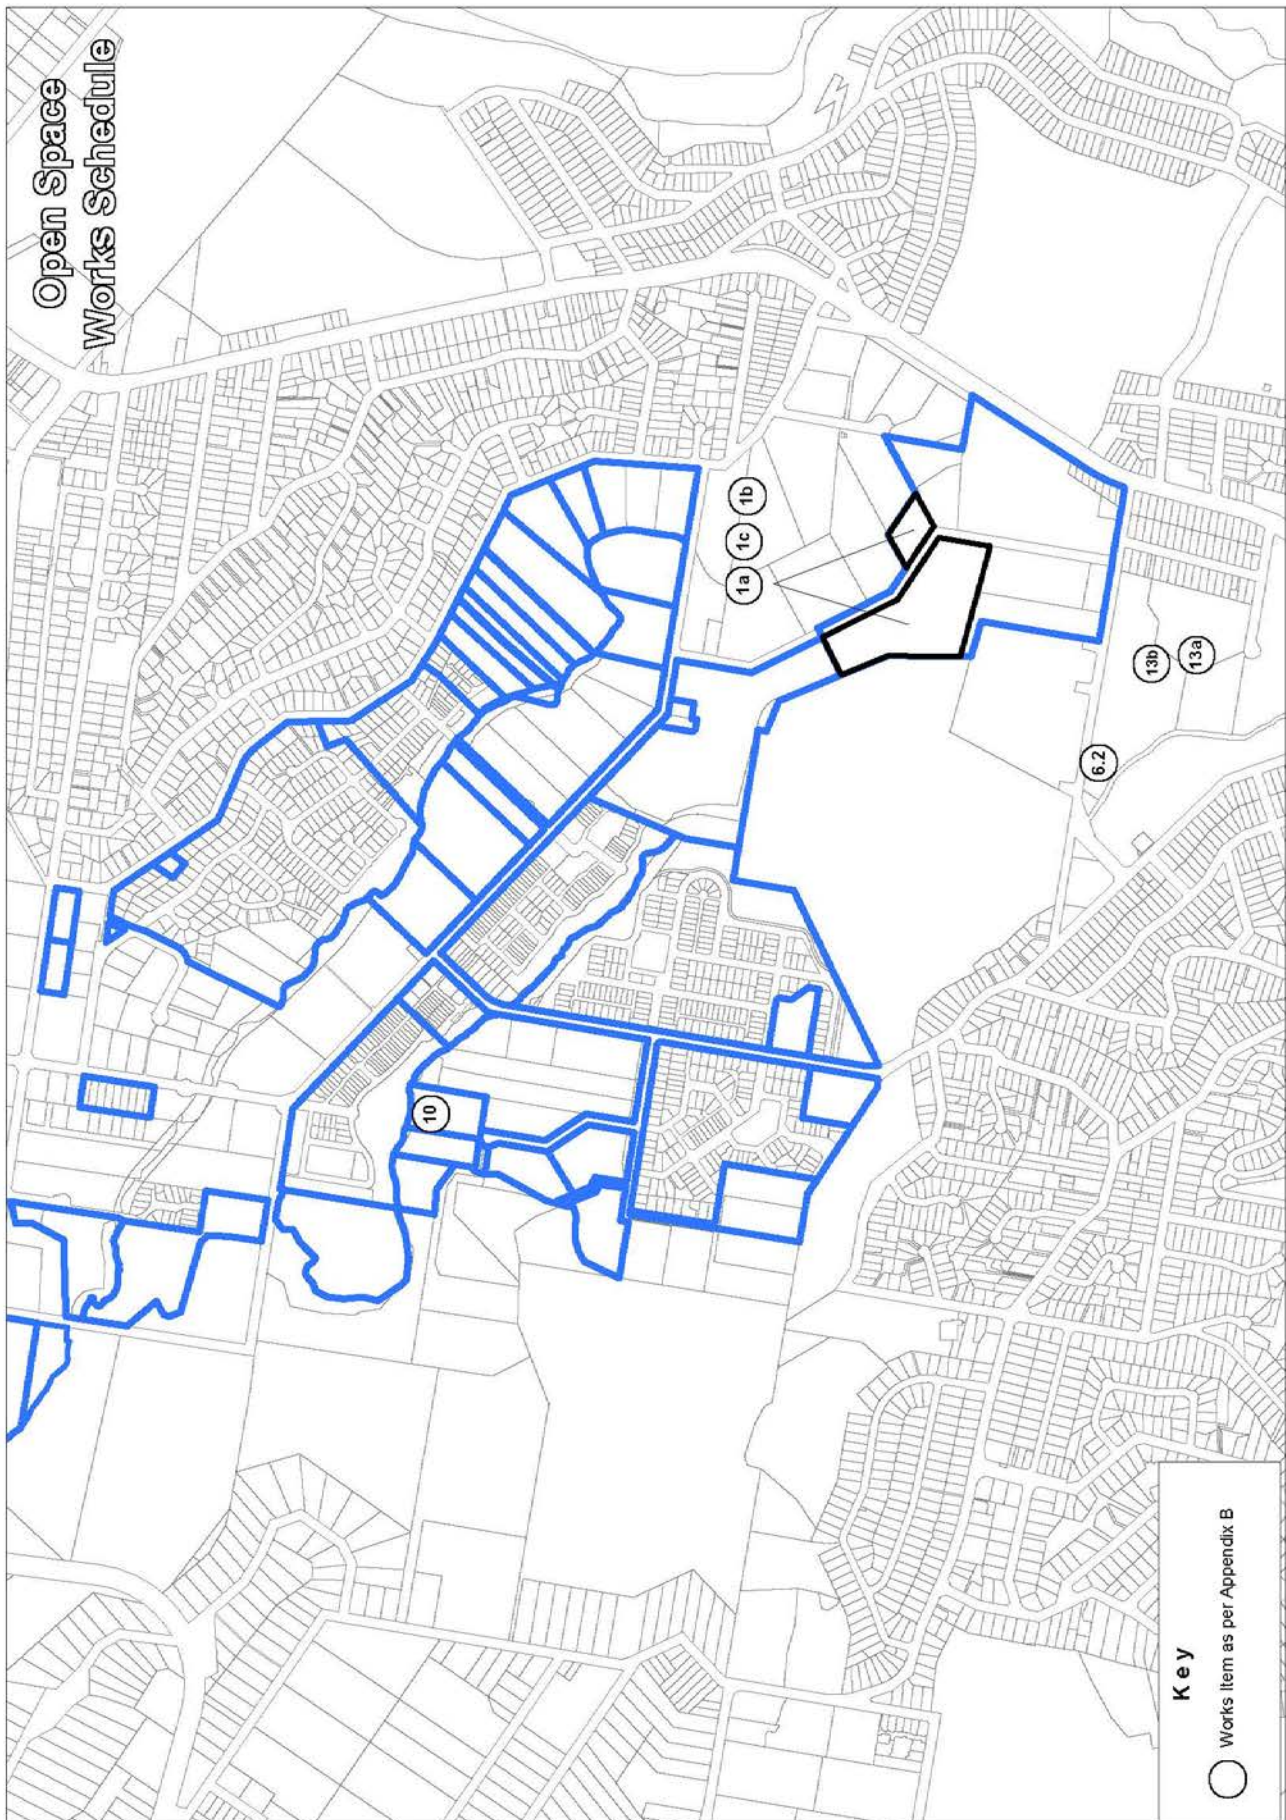 Open Space
Works Schedule
1a
1c
1b
10
6.2
13b
13a
Key
Works Item as per Appendix B